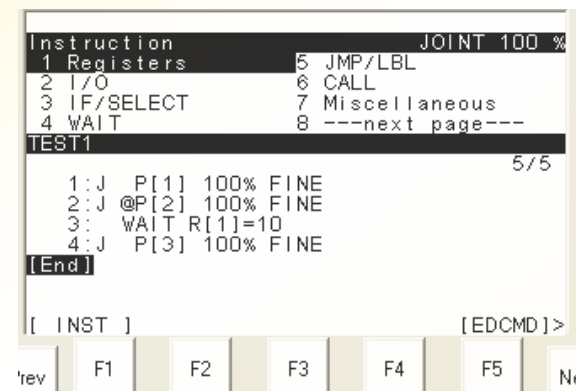 Instruction JOINT 100 %
1 Registers 5 JMP/LBL
2 I/O 6 CALL
3 IF/SELECT 7 Miscellaneous
4 WAIT 8 ---next page---
TEST1
5/5
1:J P[1] 100% FINE
2:J @P[2] 100% FINE
3: WAIT R[1]=10
4:J P[3] 100% FINE
[End]
[ INST ] [EDCMD]>
rev F1 F2 F3 F4 F5 Ne